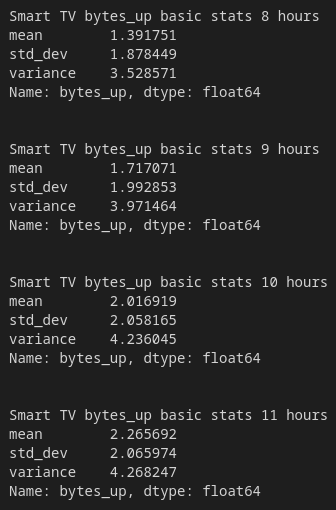 Smart TV bytes_up basic stats 8 hours
mean        1.391751
std_dev     1.878449
variance    3.528571
Name: bytes_up, dtype: float64
Smart TV bytes_up basic stats 9 hours
mean        1.717071
std_dev     1.992853
variance    3.971464
Name: bytes_up, dtype: float64
Smart TV bytes_up basic stats 10 hours
mean        2.016919
std_dev     2.058165
variance    4.236045
Name: bytes_up, dtype: float64
Smart TV bytes_up basic stats 11 hours
mean        2.265692
std_dev     2.065974
variance    4.268247
Name: bytes_up, dtype: float64